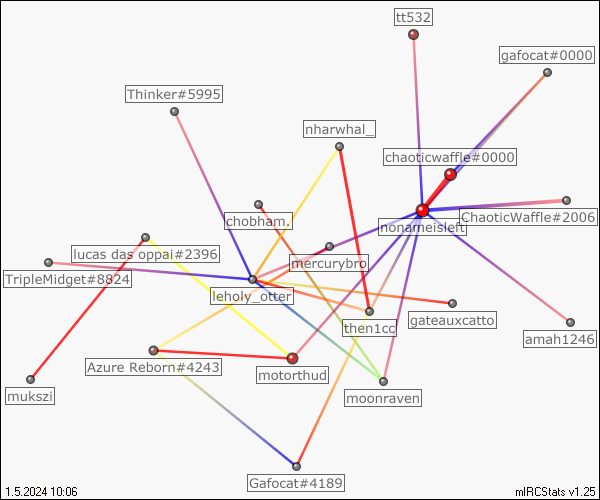 tt532
gafocat#0000
Thinker#5995
nharwhal_
chaoticwaffle#0000
chobham.
nonameisleft
ChaoticWaffle#2006
lucas das oppai#2396
mercurybro
TripleMidget#8824
leholy_otter
then1cc
gateauxcatto
amah1246
Azure Reborn#4243
motorthud
mukszi
moonraven
Gafocat#4189
1.5.2024 10:06
mIRCStats v1.25